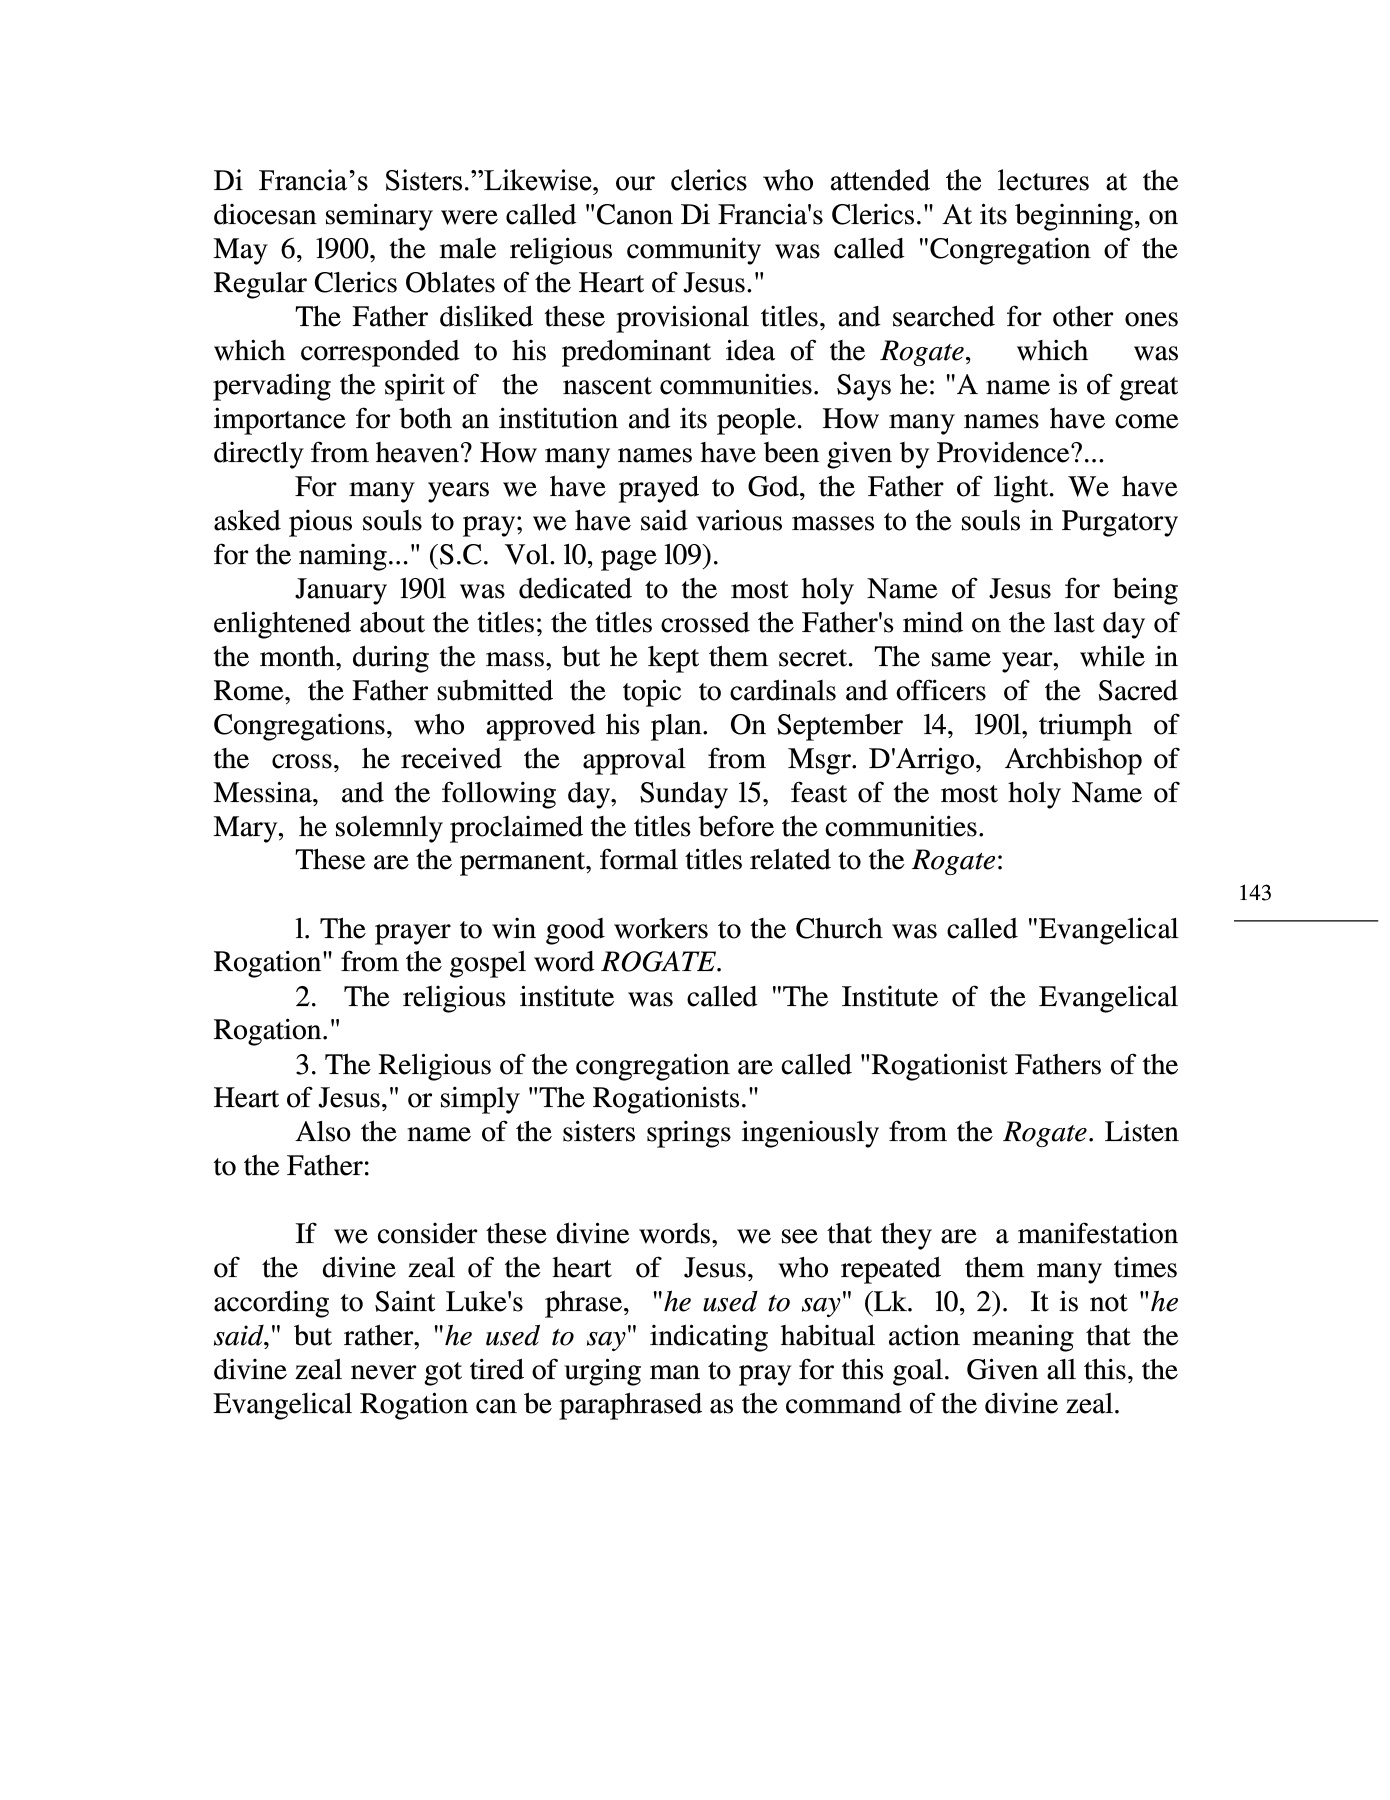 Di Francia’s Sisters.”Likewise, our clerics who attended the lectures at the
diocesan seminary were called "Canon Di Francia's Clerics." At its beginning, on
May 6, l900, the male religious community was called "Congregation of the
Regular Clerics Oblates of the Heart of Jesus."
The Father disliked these provisional titles, and searched for other ones
which corresponded to his predominant idea of the Rogate, which was
pervading the spirit of the nascent communities. Says he: "A name is of great
importance for both an institution and its people. How many names have come
directly from heaven? How many names have been given by Providence?...
For many years we have prayed to God, the Father of light. We have
asked pious souls to pray; we have said various masses to the souls in Purgatory
for the naming..." (S.C. Vol. l0, page l09).
January l90l was dedicated to the most holy Name of Jesus for being
enlightened about the titles; the titles crossed the Father's mind on the last day of
the month, during the mass, but he kept them secret. The same year, while in
Rome, the Father submitted the topic to cardinals and officers of the Sacred
Congregations, who approved his plan. On September l4, l90l, triumph of
the cross, he received the approval from Msgr. D'Arrigo, Archbishop of
Messina, and the following day, Sunday l5, feast of the most holy Name of
Mary, he solemnly proclaimed the titles before the communities.
These are the permanent, formal titles related to the Rogate:
143
l. The prayer to win good workers to the Church was called "Evangelical
Rogation" from the gospel word ROGATE.
2. The religious institute was called "The Institute of the Evangelical
Rogation."
3. The Religious of the congregation are called "Rogationist Fathers of the
Heart of Jesus," or simply "The Rogationists."
Also the name of the sisters springs ingeniously from the Rogate. Listen
to the Father:
If we consider these divine words, we see that they are a manifestation
of the divine zeal of the heart of Jesus, who repeated them many times
according to Saint Luke's phrase, "he used to say" (Lk. l0, 2). It is not "he
said," but rather, "he used to say" indicating habitual action meaning that the
divine zeal never got tired of urging man to pray for this goal. Given all this, the
Evangelical Rogation can be paraphrased as the command of the divine zeal.